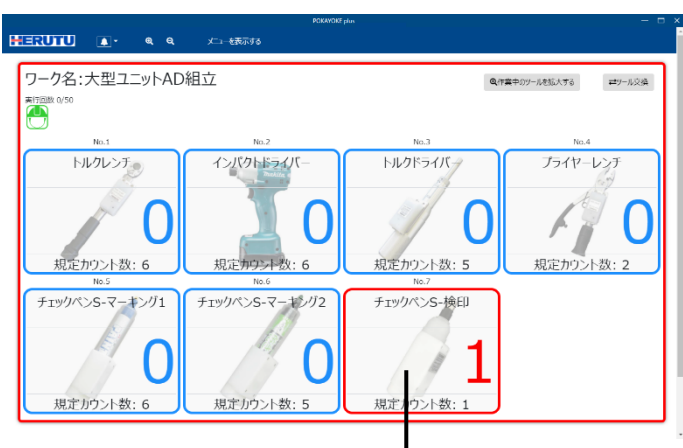 POKAYOKE plus
HERUTU
メニューを表示する
ワーク名:大型ユニットAD組立
作業中のツールを拡大する
ツール交換
実行回数 0/50
No.1
No.2
No.3
No.4
トルクレンチ
インパクトドライバー
トルクドライバー
プライヤーレンチ
Makita
0
0
0
0
規定カウント数: 6
規定カウント数: 6
規定カウント数: 5
規定カウント数: 2
No.5
No.6
No.7
チェックペンS-マーキング1
チェックペンS-マーキング2
チェックペンS-検印
0
0
1
規定カウント数: 6
規定カウント数: 5
規定カウント数: 1